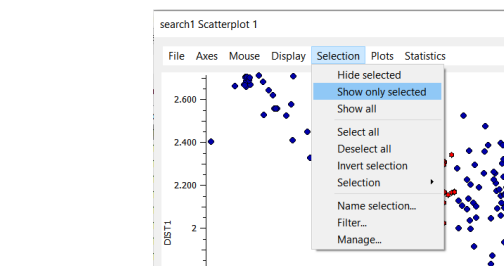 search1 Scatterplot 1
File Axes Mouse Display Selection Plots Statistics
Hide selected
Show only selected
Show all
Select all
Deselect all
Invert selection
Selection
Name selection...
Filter...
Manage...
2.600
2.400
2.200
2
DIST1